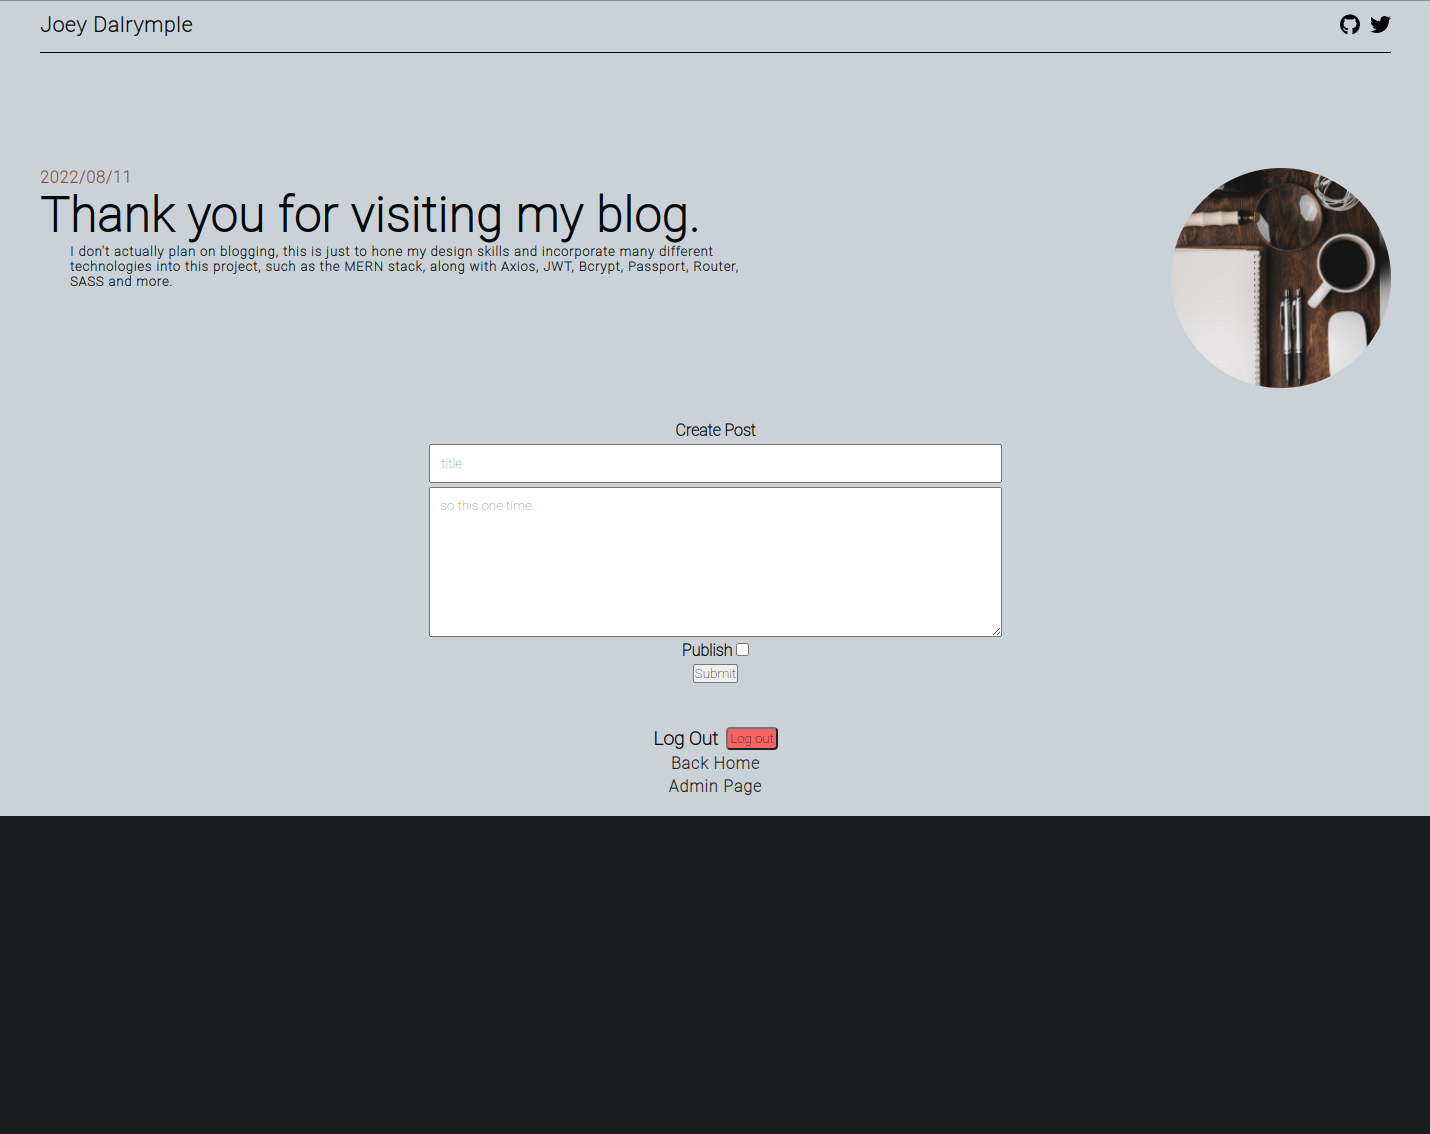 Joey Dalrymple
2022/08/11
Thank you for visiting my blog.
I don't actually plan on blogging, this is just to hone my design skills and incorporate many different
technologies into this project, such as the MERN stack, along with Axios, JWT, Bcrypt, Passport, Router,
SASS and more.
Create Post
title
so this one time..
Publish
Submit
Log Out Log out
Back Home
Admin Page